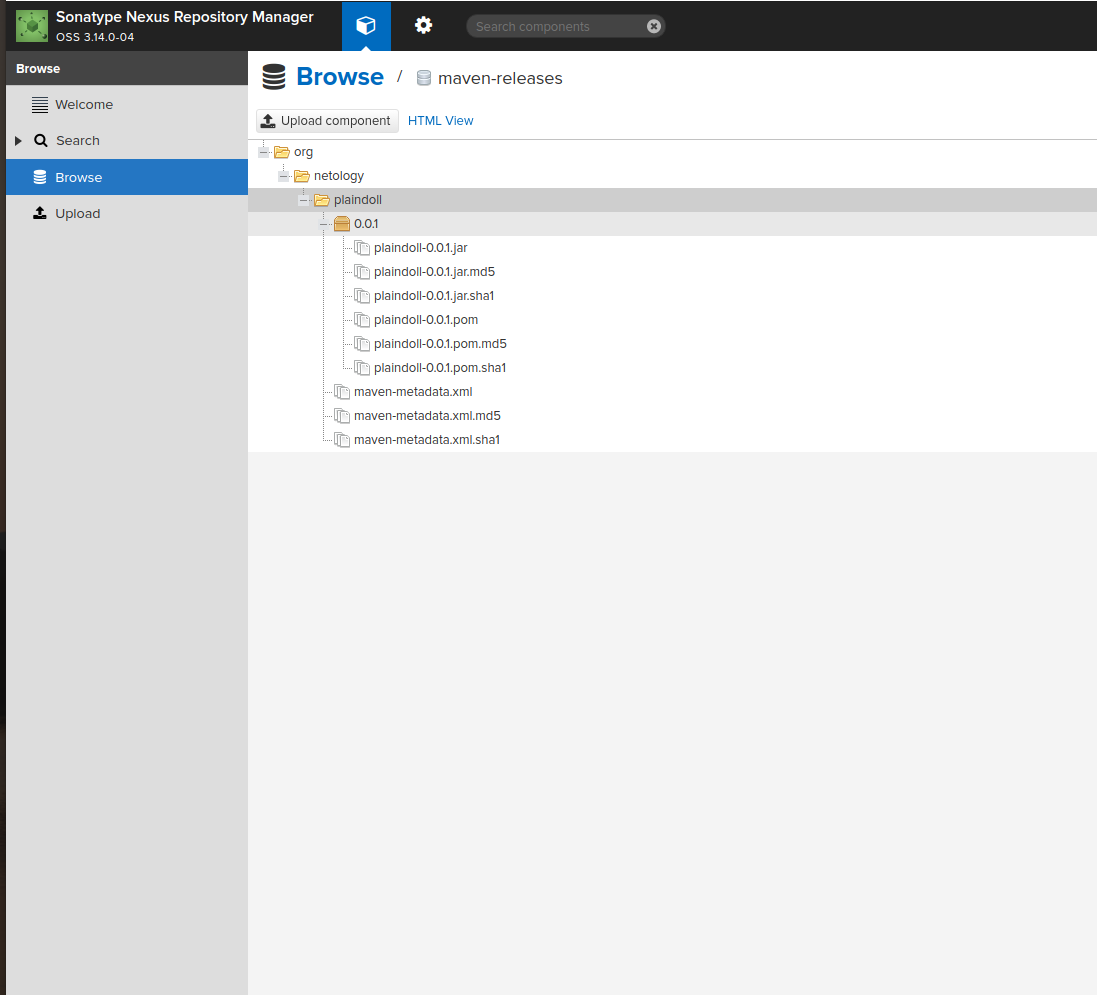 Sonatype Nexus Repository Manager
OSS 3.14.0-04
Search components
Browse
Welcome
Search
Browse
Upload
Browse / maven-releases
Upload component HTML View
org
netology
plaindoll
0.0.1
plaindoll-0.0.1.jar
plaindoll-0.0.1.jar.md5
plaindoll-0.0.1.jar.sha1
plaindoll-0.0.1.pom
plaindoll-0.0.1.pom.md5
plaindoll-0.0.1.pom.sha1
maven-metadata.xml
maven-metadata.xml.md5
maven-metadata.xml.sha1